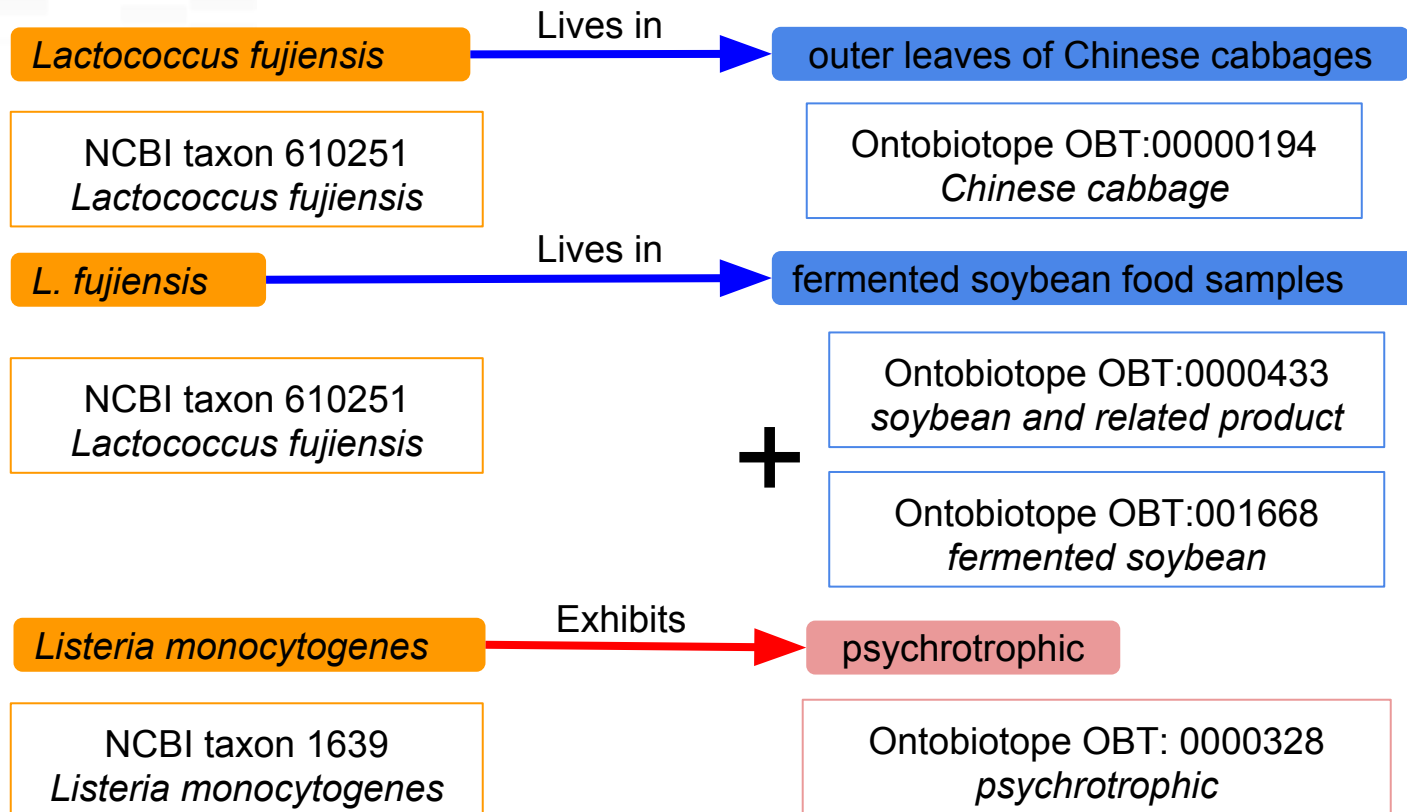 Lives in
Lactococcus fujiensis
outer leaves of Chinese cabbages
NCBI taxon 610251
Lactococcus fujiensis
Ontobiotope OBT:00000194
Chinese cabbage
Lives in
L. fujiensis
fermented soybean food samples
NCBI taxon 610251
Lactococcus fujiensis
+
Ontobiotope OBT:0000433
soybean and related product
Ontobiotope OBT:001668
fermented soybean
Exhibits
Listeria monocytogenes
psychrotrophic
NCBI taxon 1639
Listeria monocytogenes
Ontobiotope OBT: 0000328
psychrotrophic